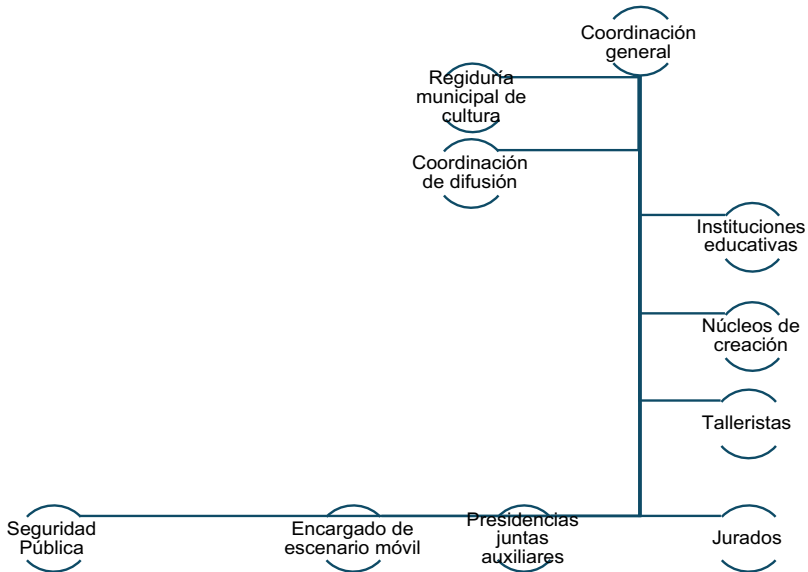 Coordinación
general
Regiduría
municipal de
cultura
Coordinación
de difusión
Instituciones
educativas
Núcleos de
creación
Talleristas
Seguridad
Pública
Encargado de
escenario móvil
Presidencias
juntas
auxiliares
Jurados